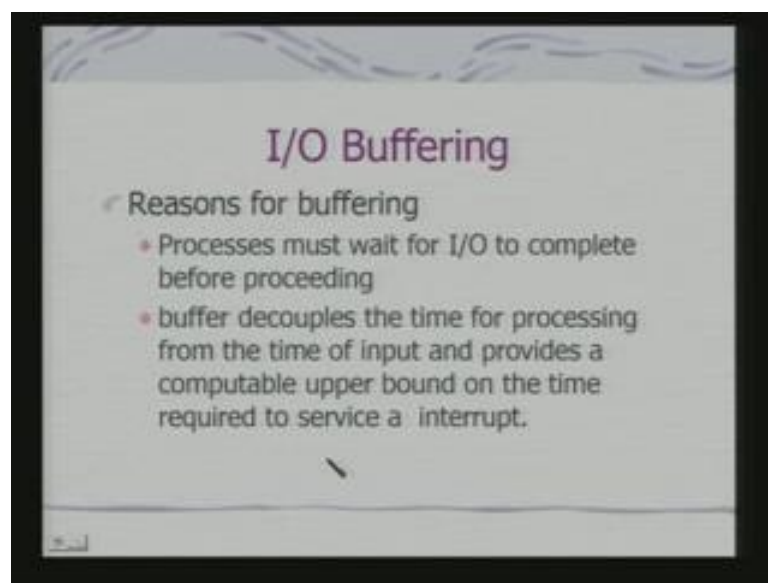 I/O Buffering
Reasons for buffering
Processes must wait for I/O to complete
before proceeding
buffer decouples the time for processing
from the time of input and provides a
computable upper bound on the time
required to service a interrupt.